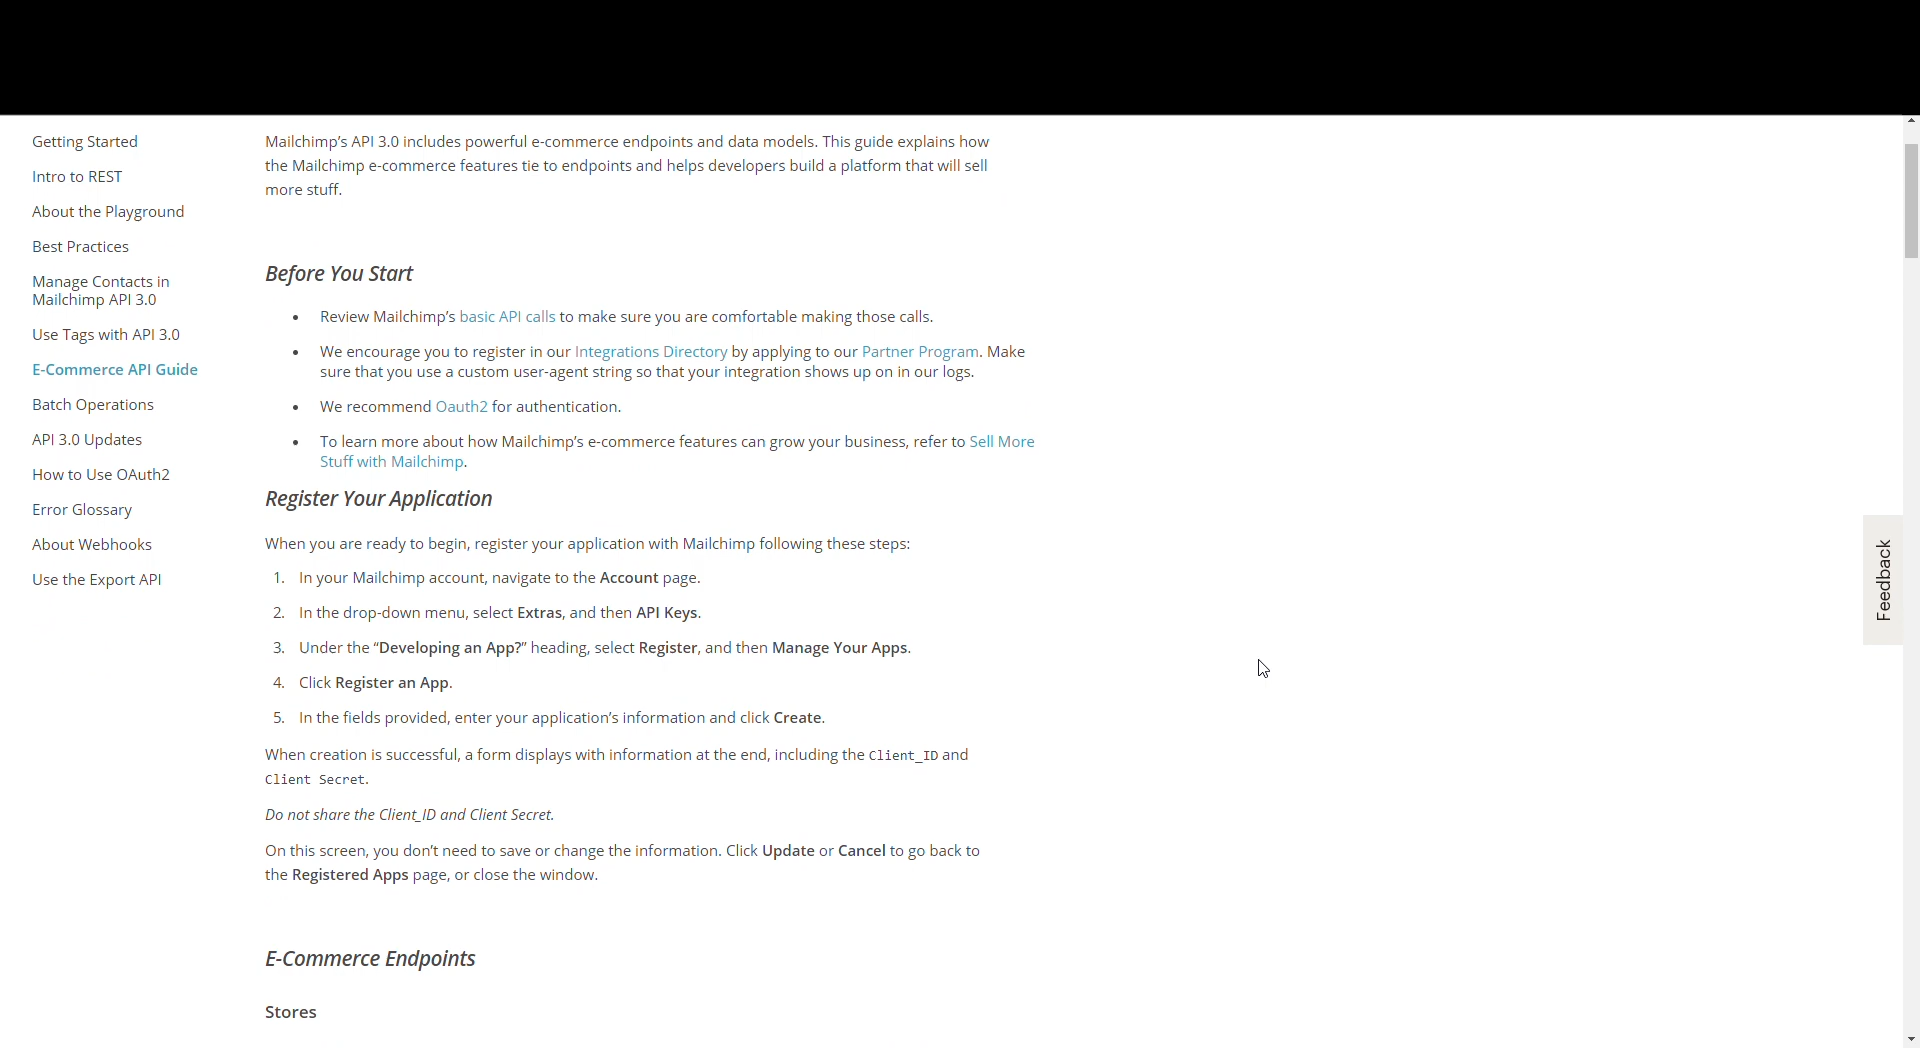 Getting Started
Intro to REST
About the Playground
Best Practices
Manage Contacts in
Mailchimp API 3.0
Use Tags with API 3.0
E-Commerce API Guide
Batch Operations
API 3.0 Updates
How to Use OAuth2
Error Glossary
About Webhooks
Use the Export API
Mailchimp’s API 3.0 includes powerful e-commerce endpoints and data models. This guide explains how
the Mailchimp e-commerce features tie to endpoints and helps developers build a platform that will sell
more stuff.
Before You Start
• Review Mailchimp’s basic API calls to make sure you are comfortable making those calls.
• We encourage you to register in our Integrations Directory by applying to our Partner Program. Make
sure that you use a custom user-agent string so that your integration shows up on in our logs.
• We recommend Oauth2 for authentication.
• To learn more about how Mailchimp’s e-commerce features can grow your business, refer to Sell More
Stuff with Mailchimp.
Register Your Application
When you are ready to begin, register your application with Mailchimp following these steps:
1. In your Mailchimp account, navigate to the Account page.
2. In the drop-down menu, select Extras, and then API Keys.
3. Under the “Developing an App?” heading, select Register, and then Manage Your Apps.
4. Click Register an App.
5. In the fields provided, enter your application’s information and click Create.
When creation is successful, a form displays with information at the end, including the Client_ID and
Client Secret.
Do not share the Client_ID and Client Secret.
On this screen, you don’t need to save or change the information. Click Update or Cancel to go back to
the Registered Apps page, or close the window.
E-Commerce Endpoints
Stores
Feedback